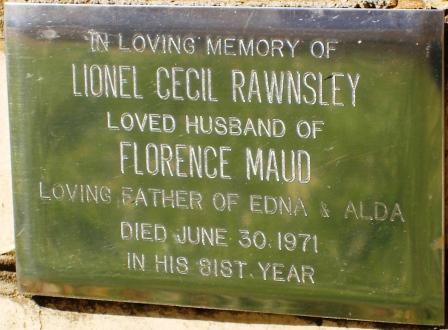 IN LOVING MEMORY OF
LIONEL CECIL RAWNSLEY
LOVED HUSBAND OF
FLORENCE MAUD
LOVING FATHER OF EDNA & ALDA
DIED JUNE 30. 1971
IN HIS 81ST. YEAR